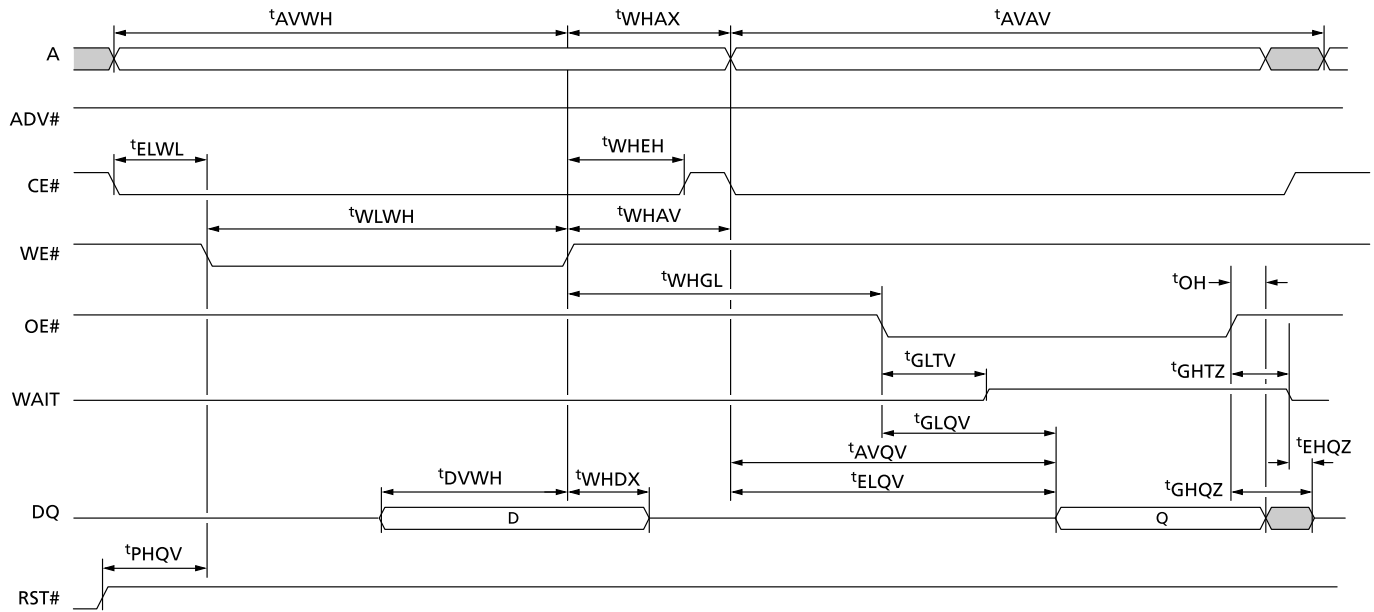 tAVWH tWHAX tAVAV
A
ADV#
tELWL tWHEH
CE#
tWLWH tWHAV
WE#
tWHGL tOH
OE#
tGLTV tGHTZ
WAIT
tGLQV
tAVQV tEHQZ
tDVWH tWHDX tELQV tGHQZ
DQ D Q
tPHQV
RST#